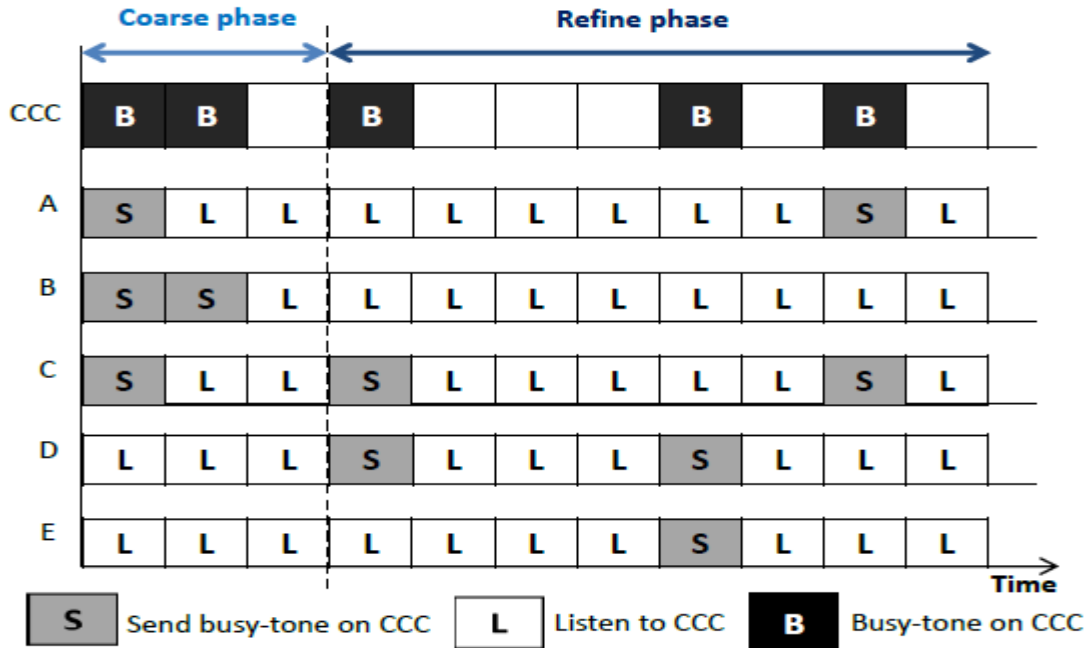 Coarse phase Refine phase
CCC B B B B B
A S L L L L L L L L S L
B S S L L L L L L L L L
C S L L S L L L L L S L
D L L L S L L L S L L L
E L L L L L L L S L L L
Time
S Send busy-tone on CCC L Listen to CCC B Busy-tone on CCC